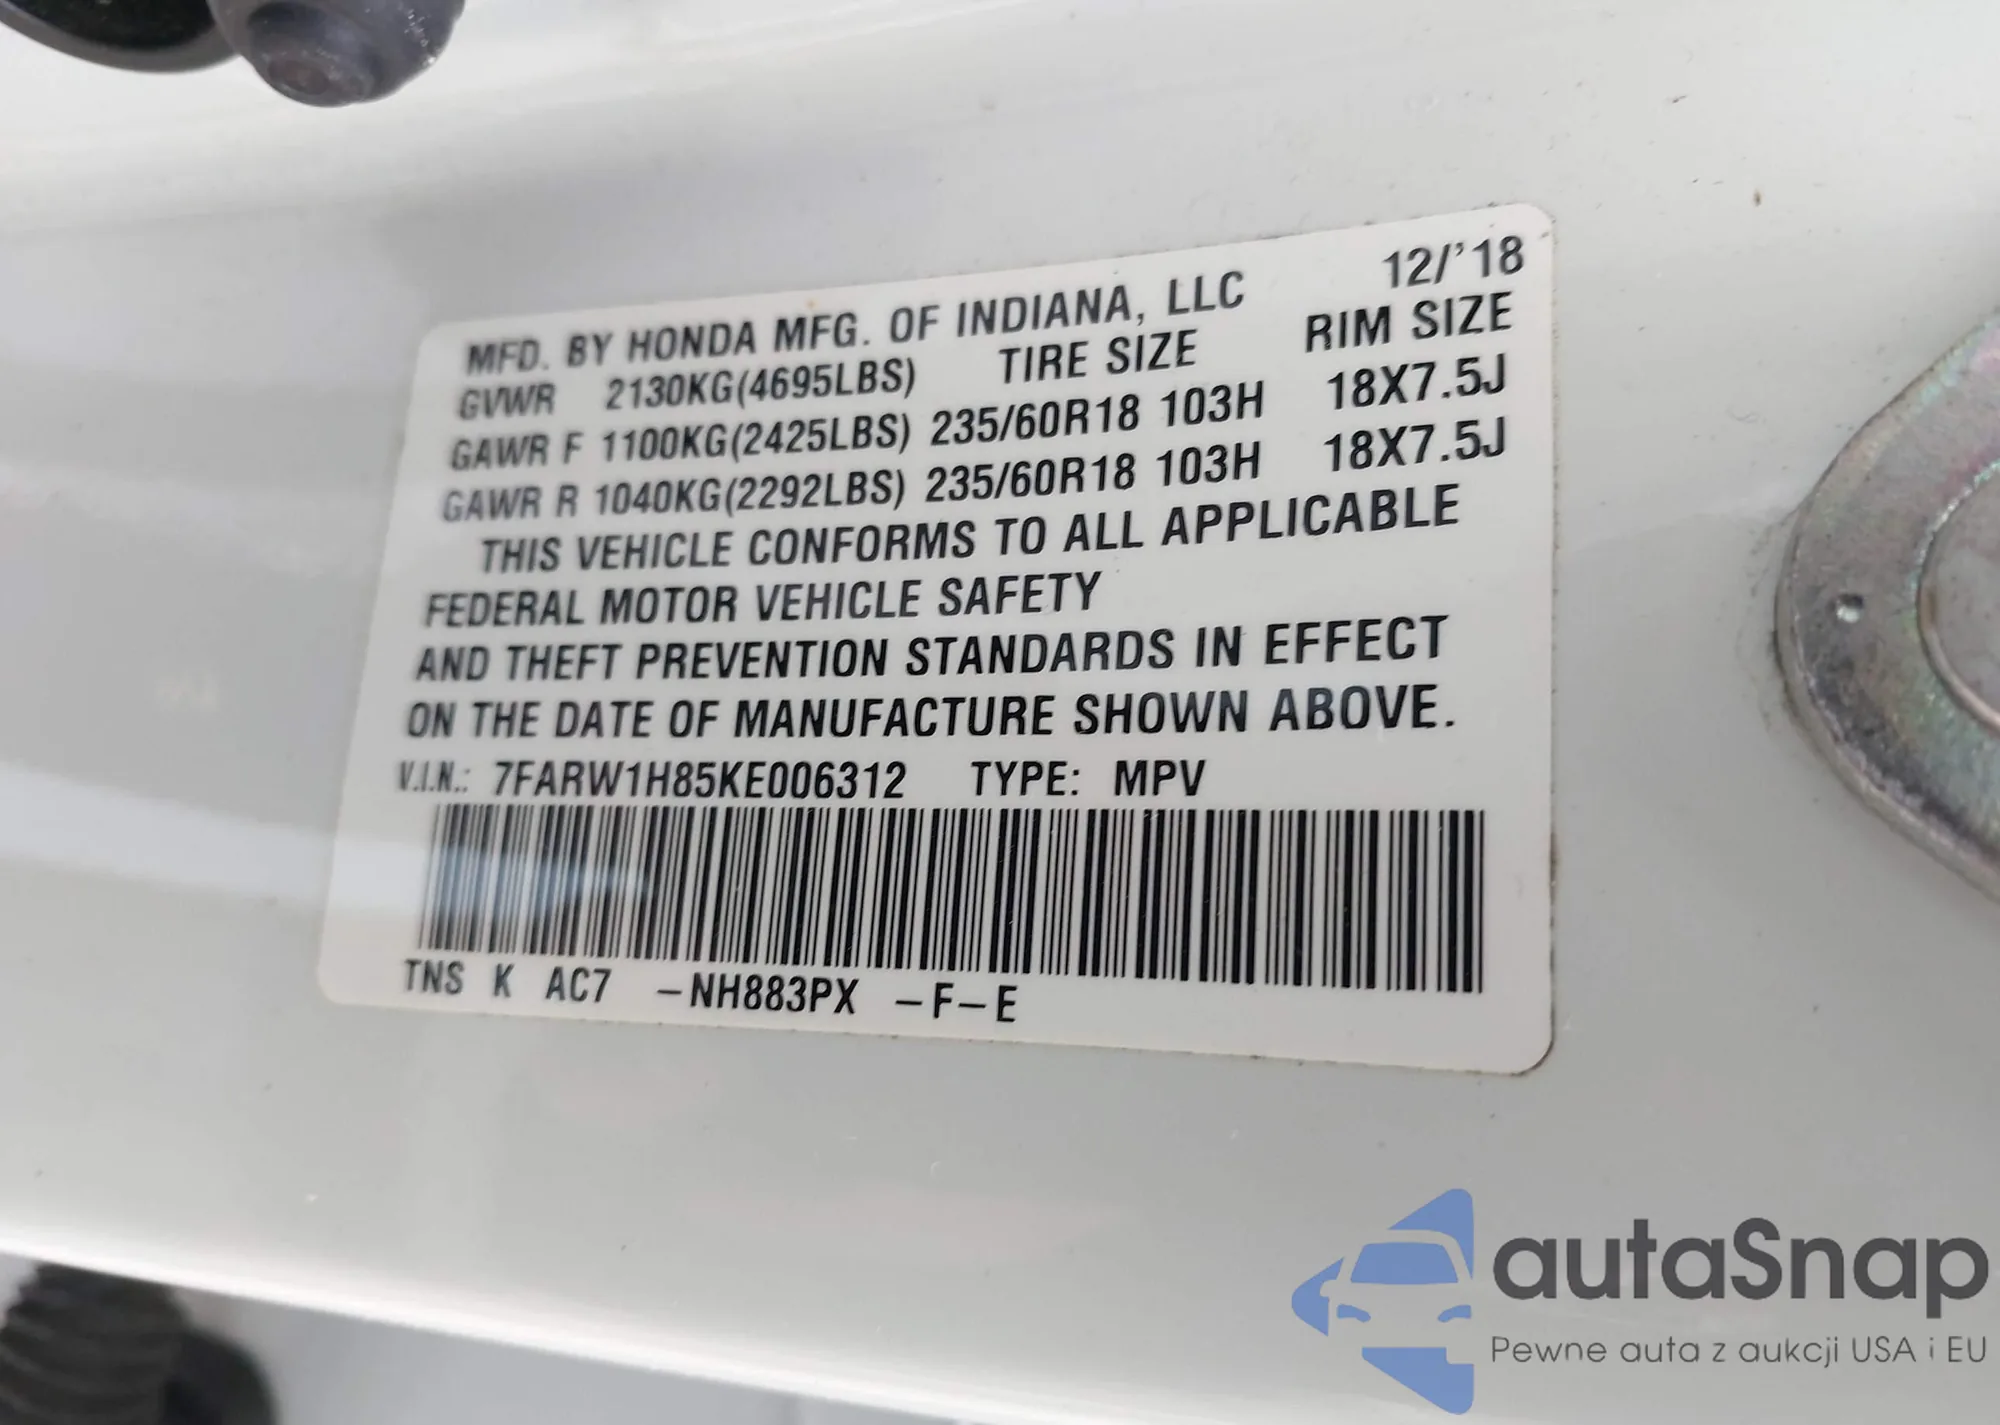 MFD. BY HONDA MFG. OF INDIANA, LLC 12/'18
GVWR 2130KG(4695LBS) TIRE SIZE RIM SIZE
GAWR F 1100KG(2425LBS) 235/60R18 103H 18X7.5J
GAWR R 1040KG(2292LBS) 235/60R18 103H 18X7.5J
THIS VEHICLE CONFORMS TO ALL APPLICABLE
FEDERAL MOTOR VEHICLE SAFETY
AND THEFT PREVENTION STANDARDS IN EFFECT
ON THE DATE OF MANUFACTURE SHOWN ABOVE.
V.I.N.: 7FARW1H85KE006312 TYPE: MPV
TNS K AC7 –NH883PX –F–E
autaSnap
Pewne auta z aukcji USA i EU